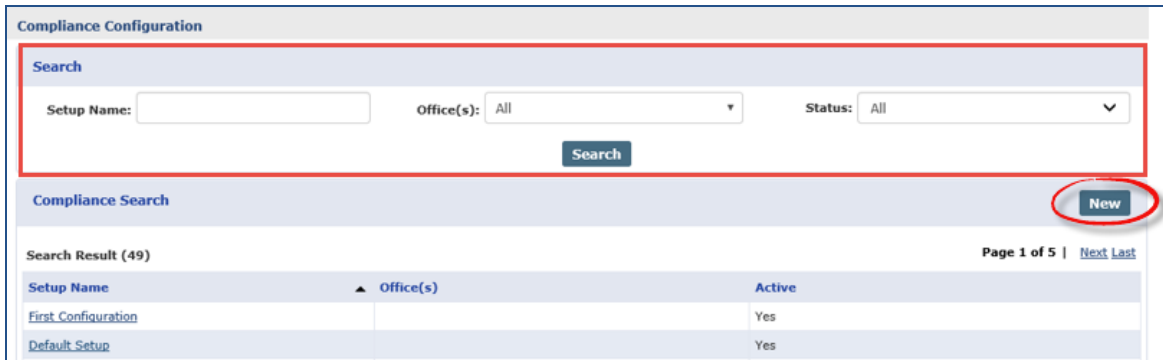 Compliance Configuration
Search
Setup Name: Office(s): All Status: All
Search
Compliance Search New
Search Result (49) Page 1 of 5 | Next Last
Setup Name Office(s) Active
First Configuration Yes
Default Setup Yes